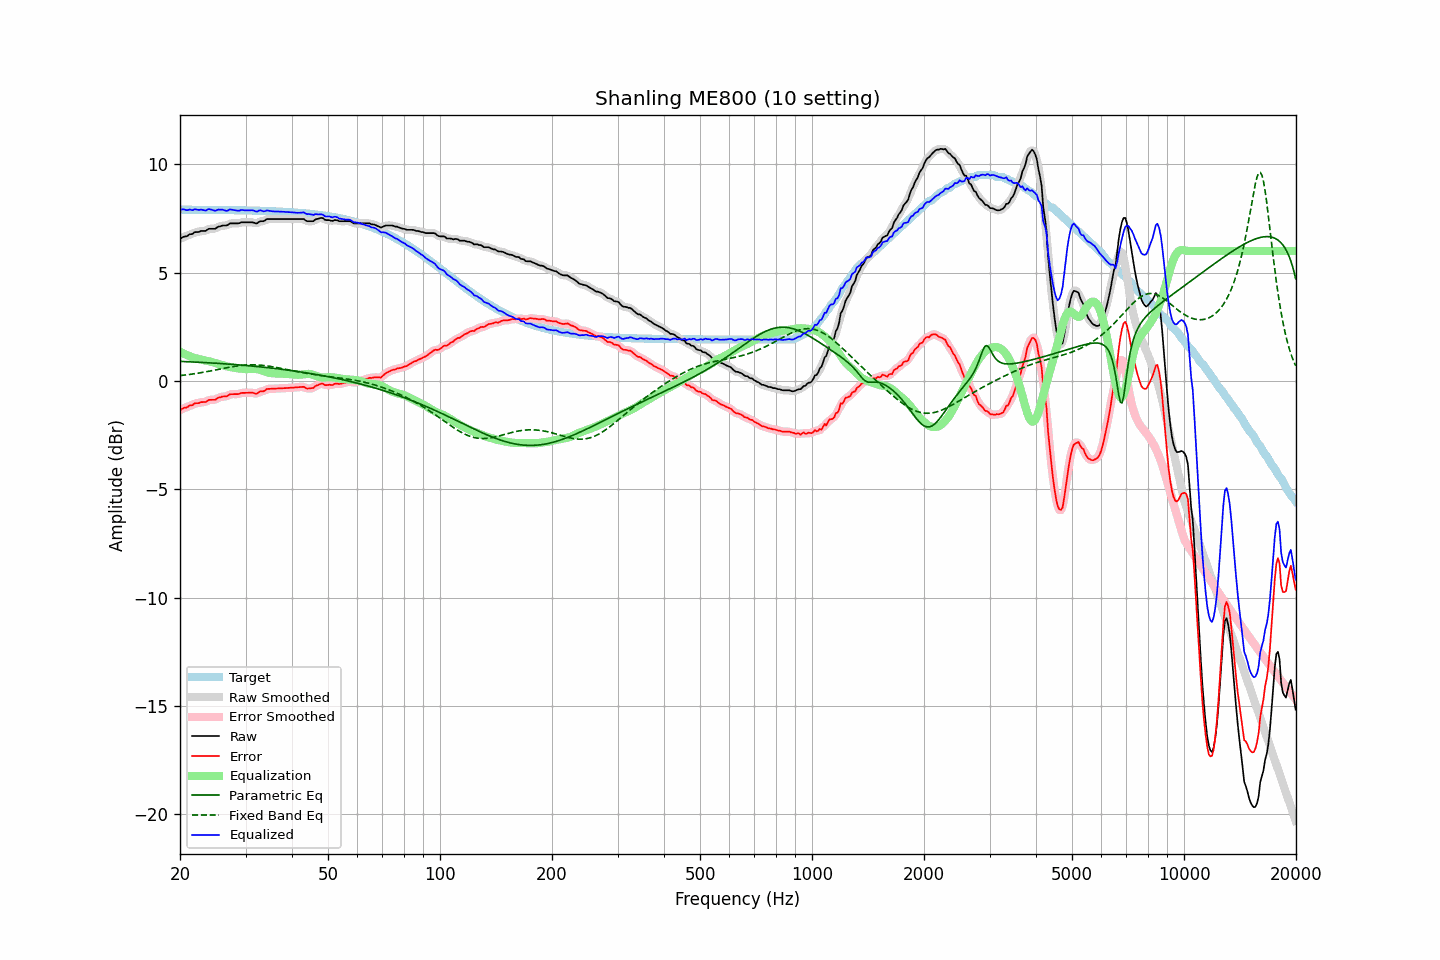 Shanling ME800 (10 setting)
Amplitude (dBr)
10
5
0
−5
−10
−15
−20
Target
Raw Smoothed
Error Smoothed
Raw
Error
Equalization
Parametric Eq
Fixed Band Eq
Equalized
20
50
100
200
500
1000
2000
5000
10000
20000
Frequency (Hz)